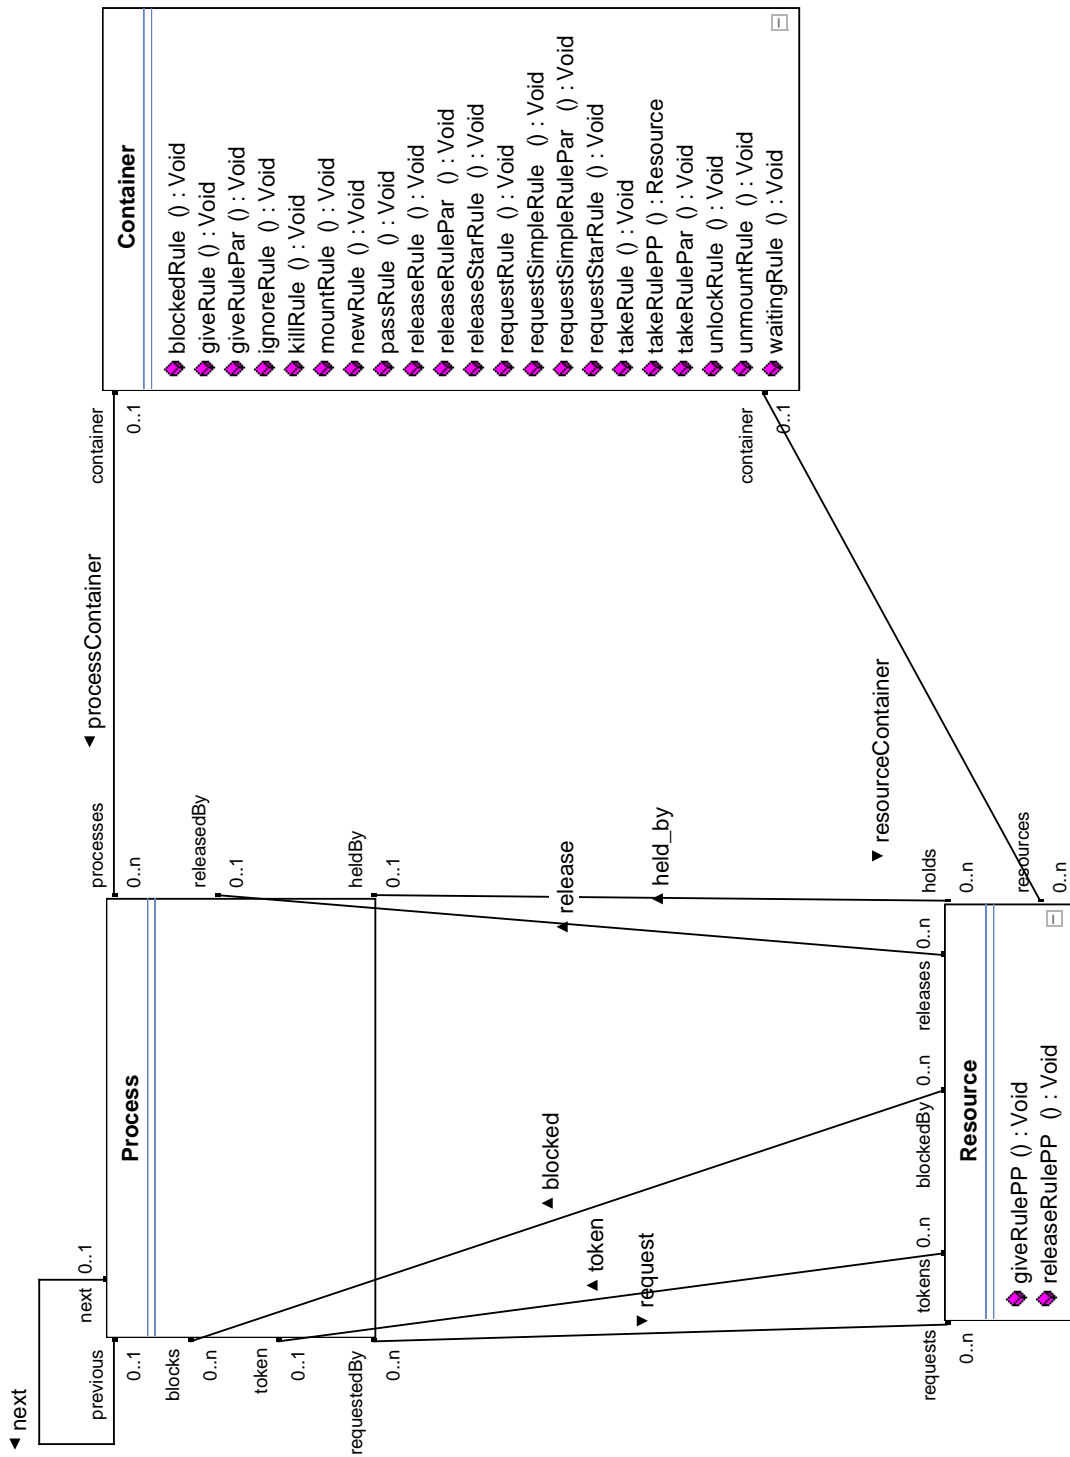 next
previous
0..1
next
0..1
Process
blocks
0..n
token
0..1
requestedBy
0..n
processes
0..n
releasedBy
0..1
heldBy
0..1
processContainer
container
0..1
Container
blockedRule () : Void
giveRule () : Void
giveRulePar () : Void
ignoreRule () : Void
killRule () : Void
mountRule () : Void
newRule () : Void
passRule () : Void
releaseRule () : Void
releaseRulePar () : Void
releaseStarRule () : Void
requestRule () : Void
requestSimpleRule () : Void
requestSimpleRulePar () : Void
requestStarRule () : Void
takeRule () : Void
takeRulePP () : Resource
takeRulePar () : Void
unlockRule () : Void
unmountRule () : Void
waitingRule () : Void
container
0..1
blocked
token
request
release
held_by
resourceContainer
requests
0..n
tokens
0..n
blockedBy
0..n
releases
0..n
holds
0..n
resources
0..n
Resource
giveRulePP () : Void
releaseRulePP () : Void